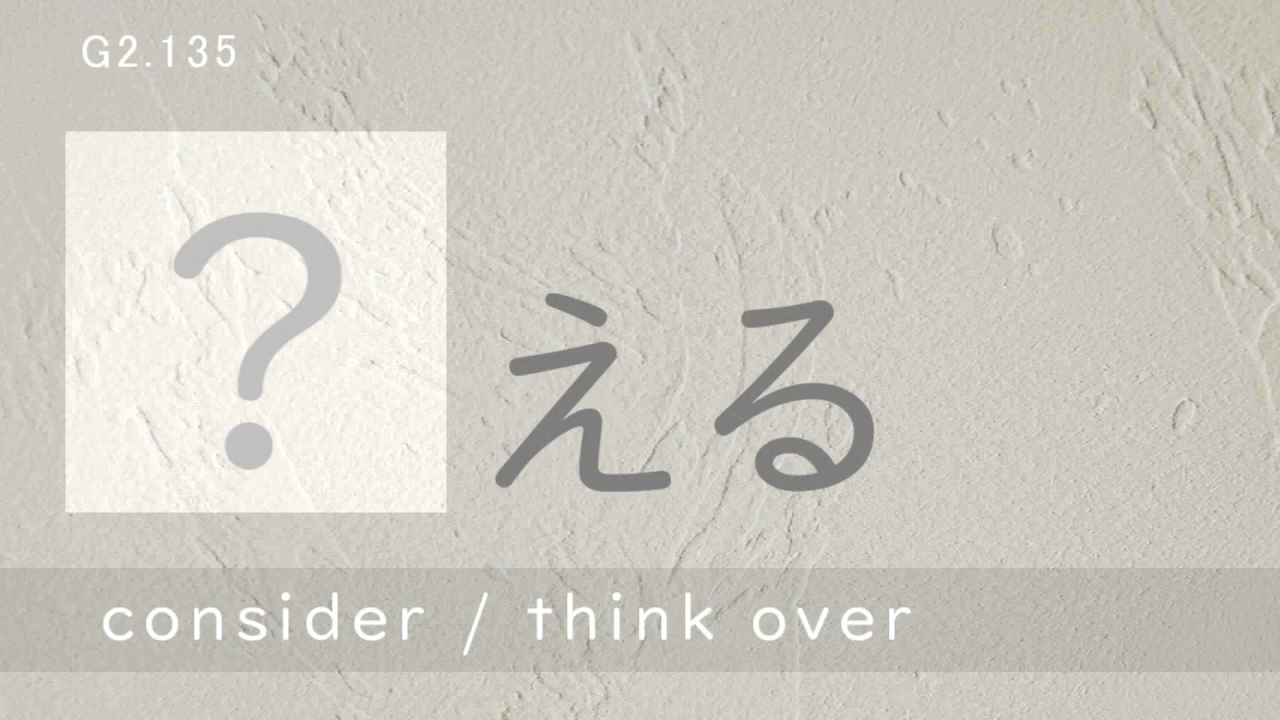 G2.135
?える
consider / think over